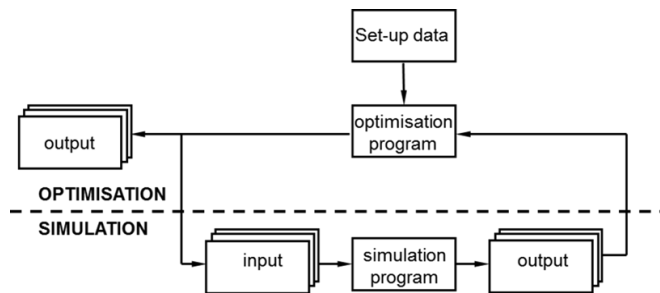 Set-up data
optimisation
program
output
OPTIMISATION
SIMULATION
input
simulation
program
output